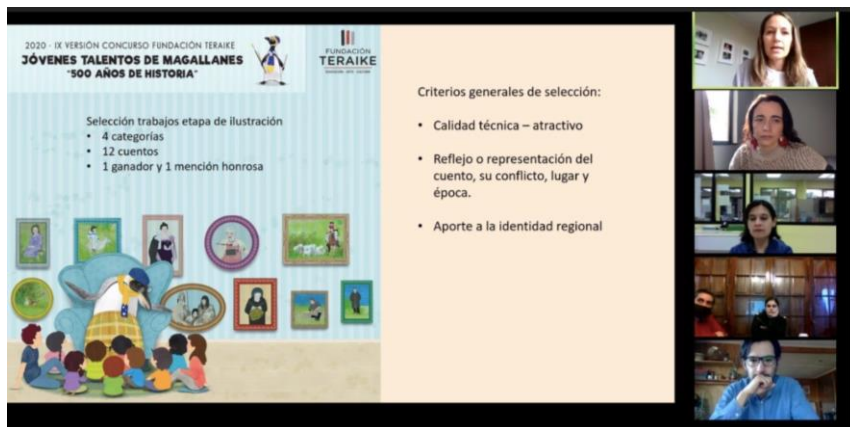 2020 - IX VERSIÓN CONCURSO FUNDACIÓN TERAIKE
JÓVENES TALENTOS DE MAGALLANES
"500 AÑOS DE HISTORIA"
FUNDACIÓN
TERAIKE
Selección trabajos etapa de ilustración
• 4 categorías
• 12 cuentos
• 1 ganador y 1 mención honrosa
Criterios generales de selección:
• Calidad técnica – atractivo
• Reflejo o representación del
cuento, su conflicto, lugar y
época.
• Aporte a la identidad regional